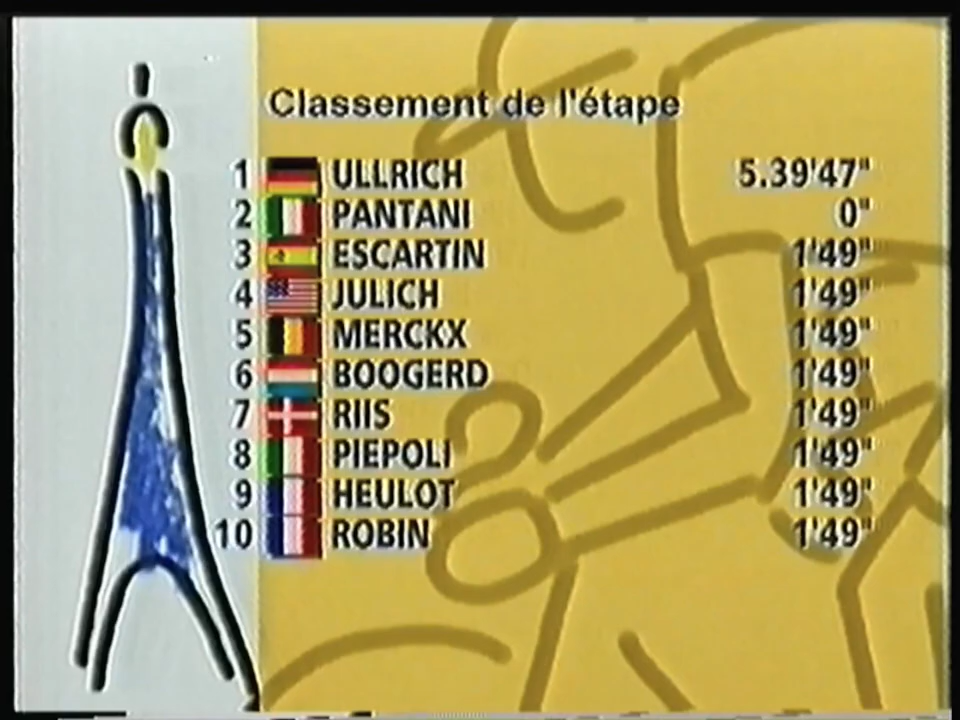 Classement de l'étape
1 ULLRICH 5.39'47"
2 PANTANI 0"
3 ESCARTIN 1'49"
4 JULICH 1'49"
5 MERCKX 1'49"
6 BOOGERD 1'49"
7 RIIS 1'49"
8 PIEPOLI 1'49"
9 HEULOT 1'49"
10 ROBIN 1'49"